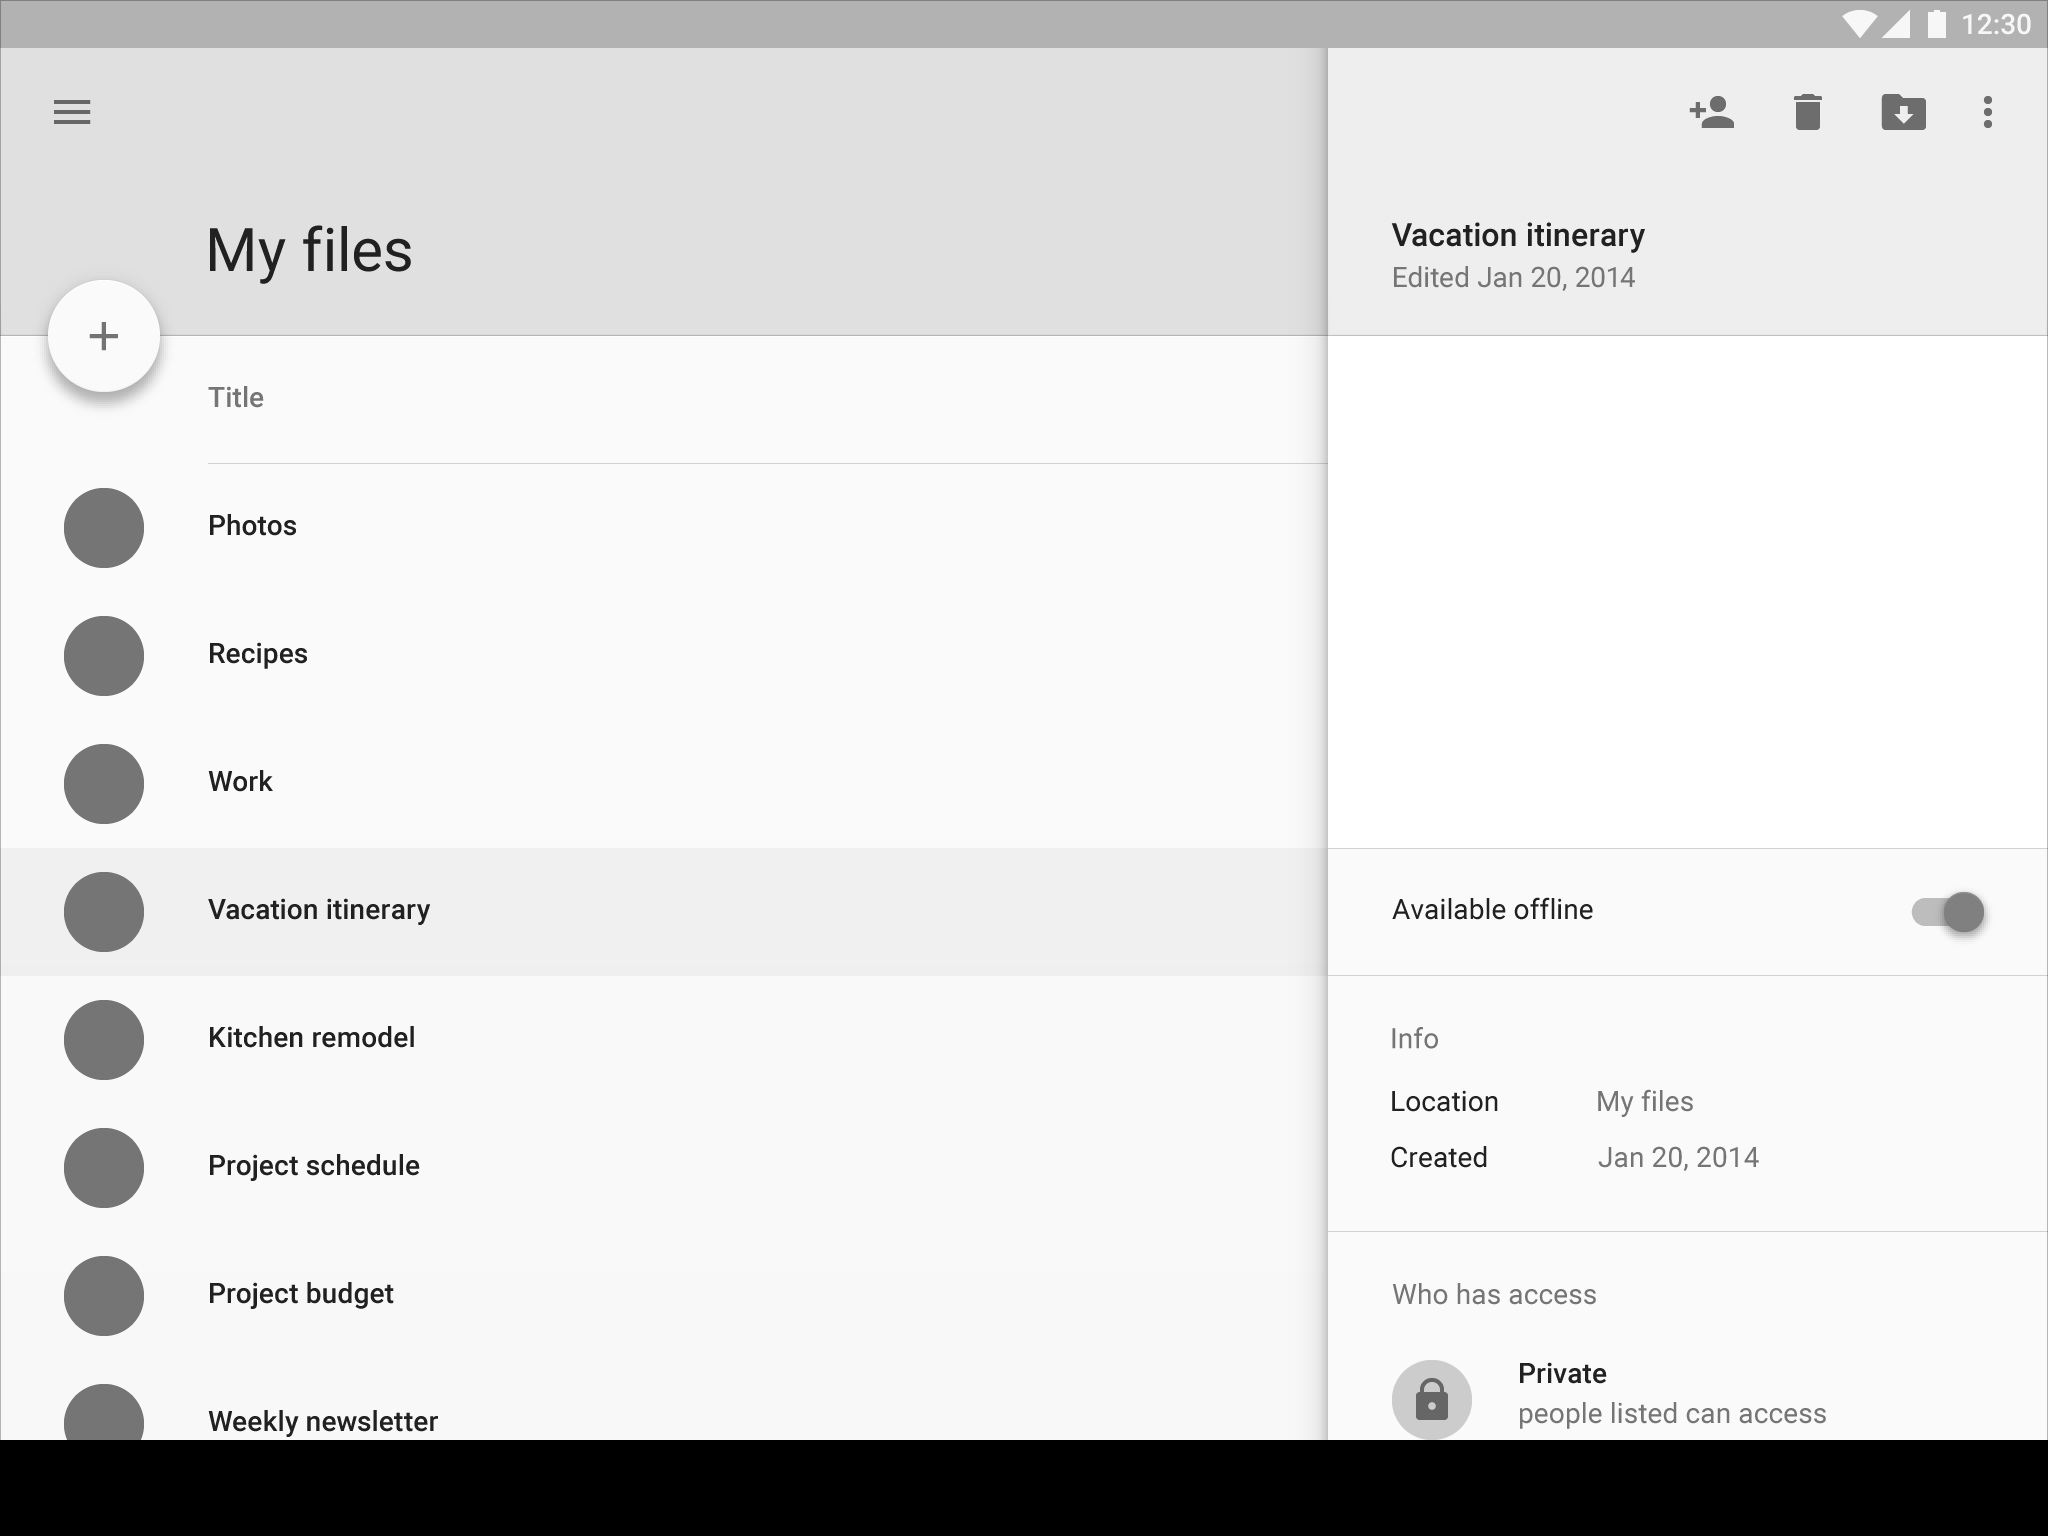 12:30
My files
Title
Photos
Recipes
Work
Vacation itinerary
Kitchen remodel
Project schedule
Project budget
Weekly newsletter
Vacation itinerary
Edited Jan 20, 2014
Available offline
Info
Location My files
Created Jan 20, 2014
Who has access
Private
people listed can access